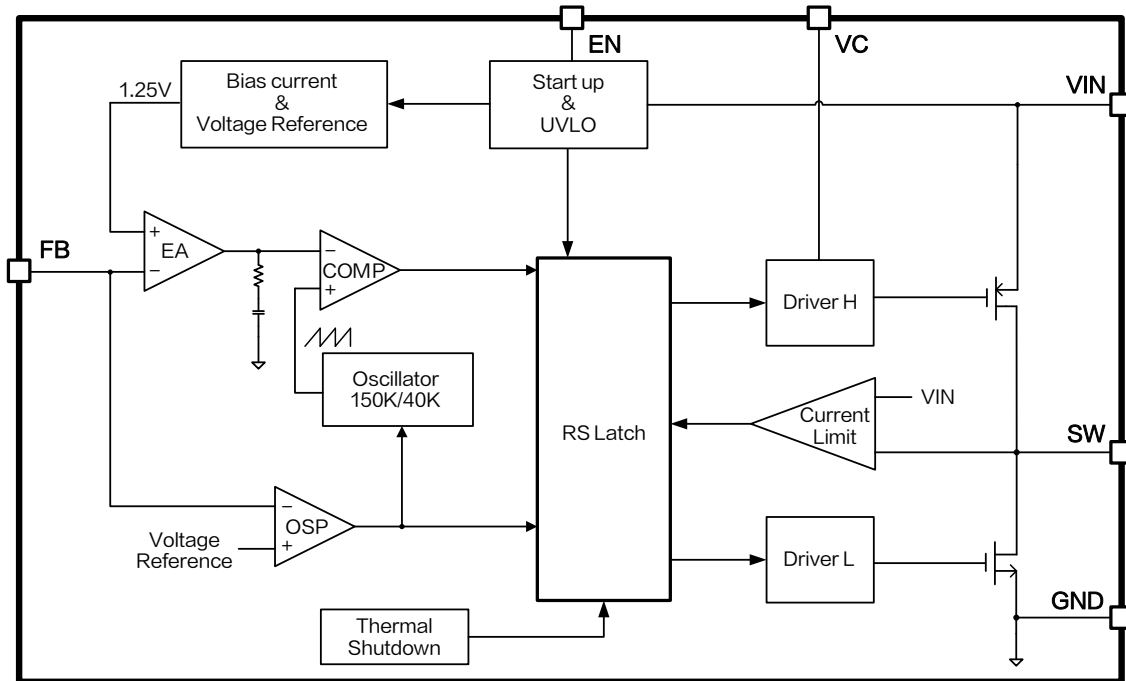 EN
VC
VIN
1.25V
Bias current
&
Voltage Reference
Start up
&
UVLO
FB
+
EA
−
−
COMP
+
Oscillator
150K/40K
RS Latch
Driver H
Current
Limit
VIN
SW
−
OSP
+
Voltage
Reference
Driver L
GND
Thermal
Shutdown